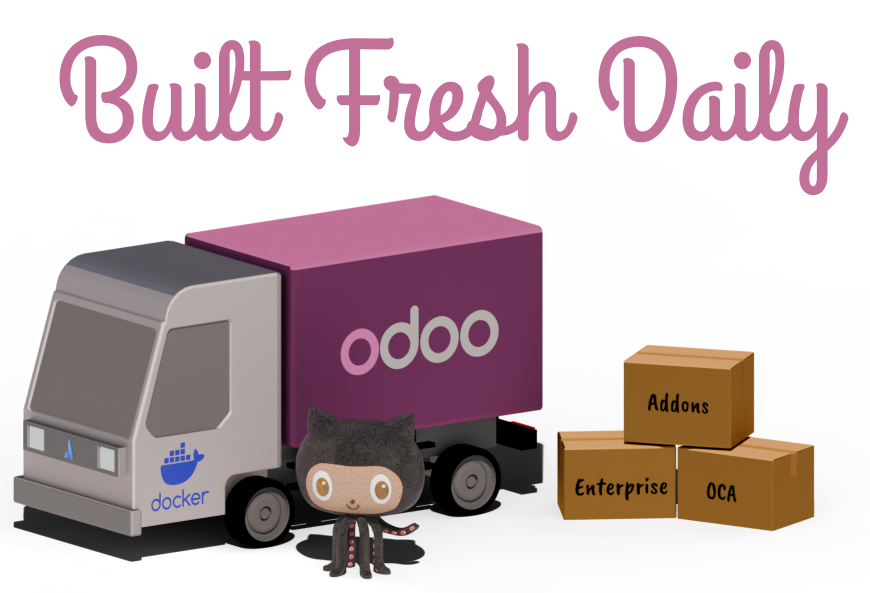 Built Fresh Daily
odoo
docker
Addons
Enterprise
OCA